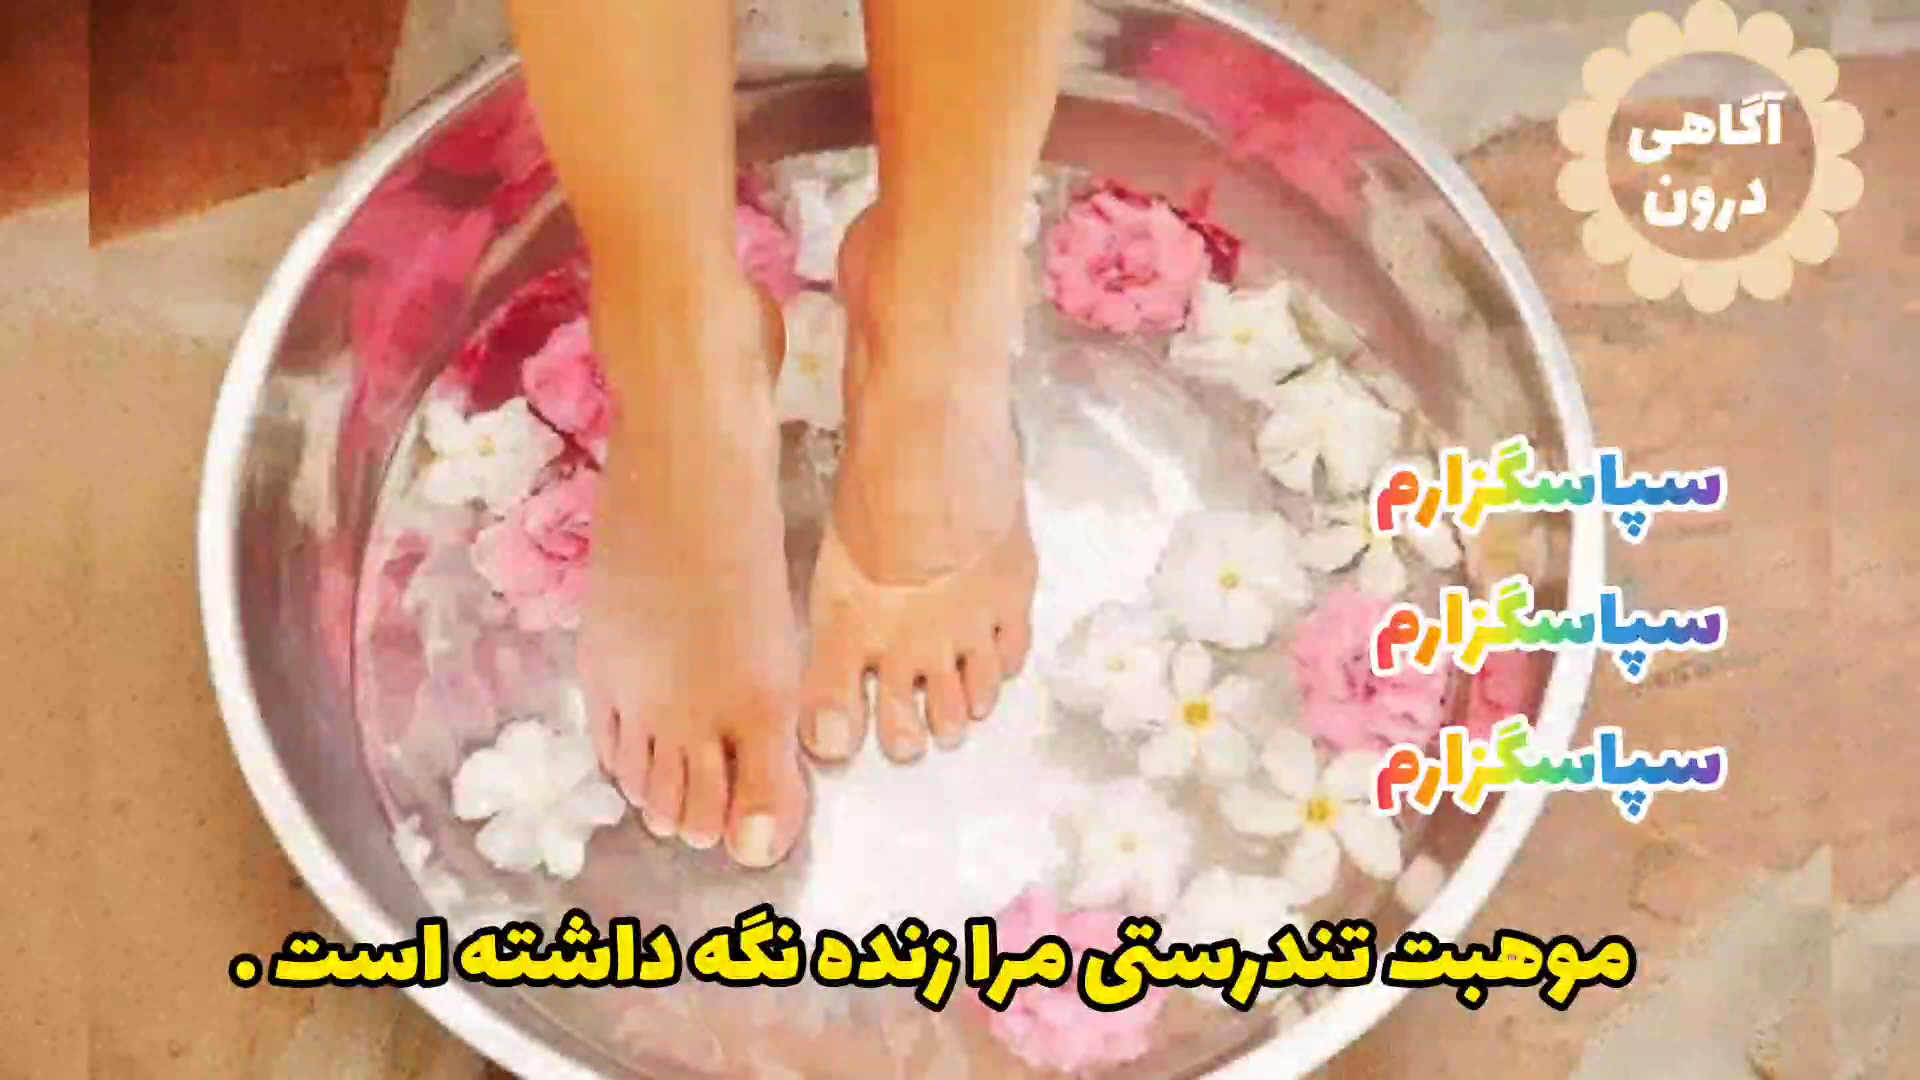 آگاهی
درون
سپاسگزارم
سپاسگزارم
سپاسگزارم
موهبت تندرستی مرا زنده نگه داشته است .